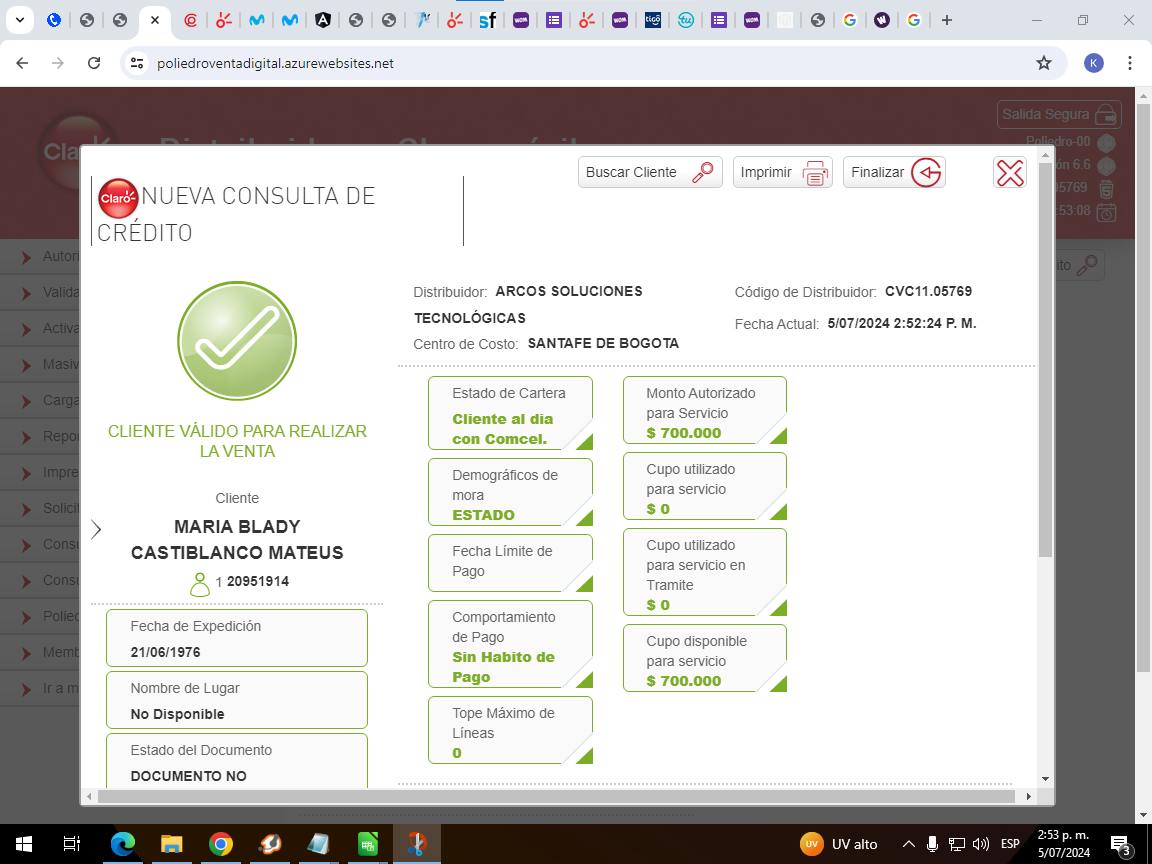 poliedroventadigital.azurewebsites.net
K
Salida Segura
Poliedro-00
6.6
5769
:53:08
Buscar Cliente
Imprimir
Finalizar
Claro
NUEVA CONSULTA DE
CRÉDITO
CLIENTE VÁLIDO PARA REALIZAR
LA VENTA
Cliente
MARIA BLADY
CASTIBLANCO MATEUS
1 20951914
Fecha de Expedición
21/06/1976
Nombre de Lugar
No Disponible
Estado del Documento
DOCUMENTO NO
Distribuidor: ARCOS SOLUCIONES
TECNOLÓGICAS
Centro de Costo: SANTAFE DE BOGOTA
Código de Distribuidor: CVC11.05769
Fecha Actual: 5/07/2024 2:52:24 P. M.
Estado de Cartera
Cliente al dia
con Comcel.
Demográficos de
mora
ESTADO
Fecha Límite de
Pago
Comportamiento
de Pago
Sin Habito de
Pago
Tope Máximo de
Líneas
0
Monto Autorizado
para Servicio
$ 700.000
Cupo utilizado
para servicio
$ 0
Cupo utilizado
para servicio en
Tramite
$ 0
Cupo disponible
para servicio
$ 700.000
Autori
Valida
Activa
Masiv
Carga
Repor
Impre
Solicit
Consu
Consu
Polied
Memb
Ir a m
UV
UV alto
ESP
2:53 p. m.
5/07/2024
3